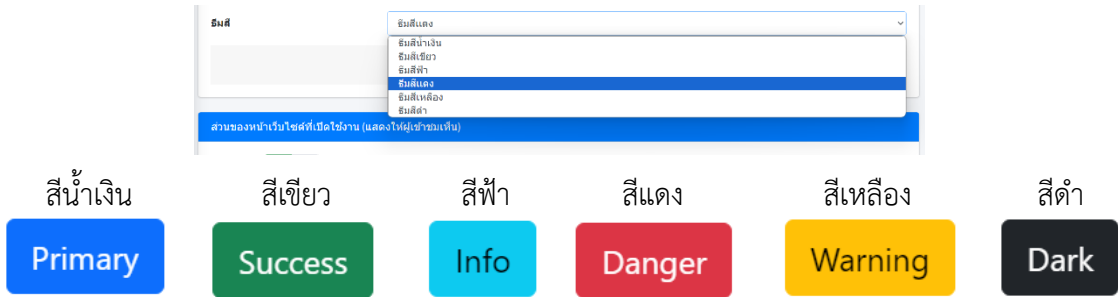 ธีมสี
ธีมสีแดง
ธีมสีน้ำเงิน
ธีมสีเขียว
ธีมสีฟ้า
ธีมสีแดง
ธีมสีเหลือง
ธีมสีดำ
ส่วนของหน้าเว็บไซต์ที่เปิดใช้งาน (แสดงให้ผู้เข้าชมเห็น)
สีน้ำเงิน สีเขียว สีฟ้า สีแดง สีเหลือง สีดำ
Primary Success Info Danger Warning Dark